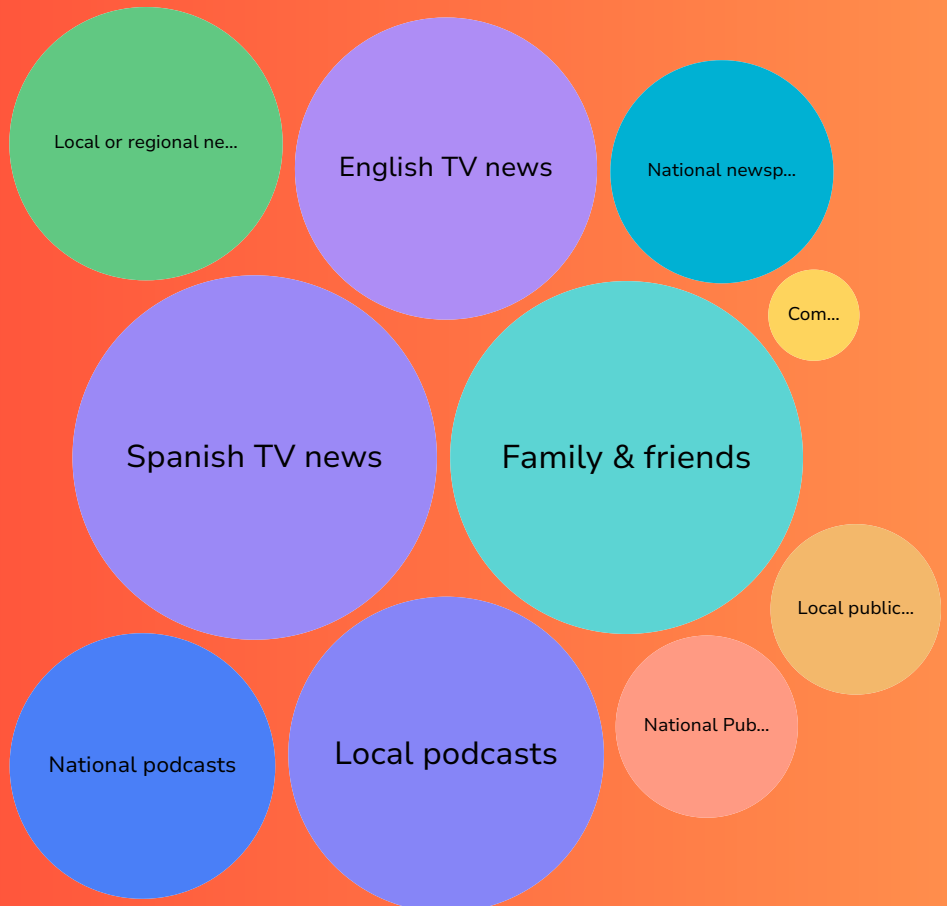 Local or regional ne...
English TV news
National newsp...
Com...
Spanish TV news
Family & friends
Local public...
National Pub...
Local podcasts
National podcasts